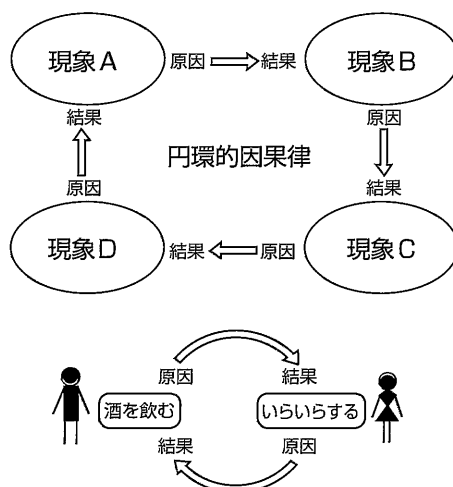 現象A 原因 結果 現象B
結果 原因
円環的因果律
原因 結果
現象D 結果 原因 現象C
原因 結果
酒を飲む いらいらする
結果 原因